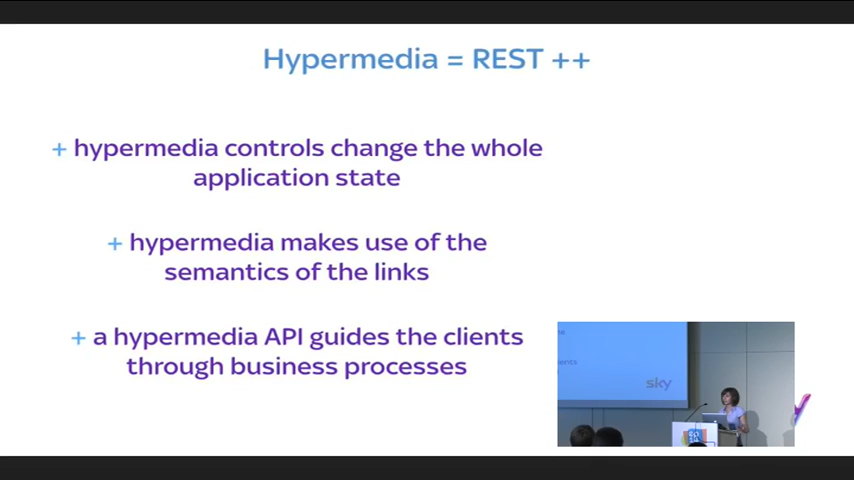 Hypermedia = REST ++
+ hypermedia controls change the whole
application state
+ hypermedia makes use of the
semantics of the links
+ a hypermedia API guides the clients
through business processes
sky